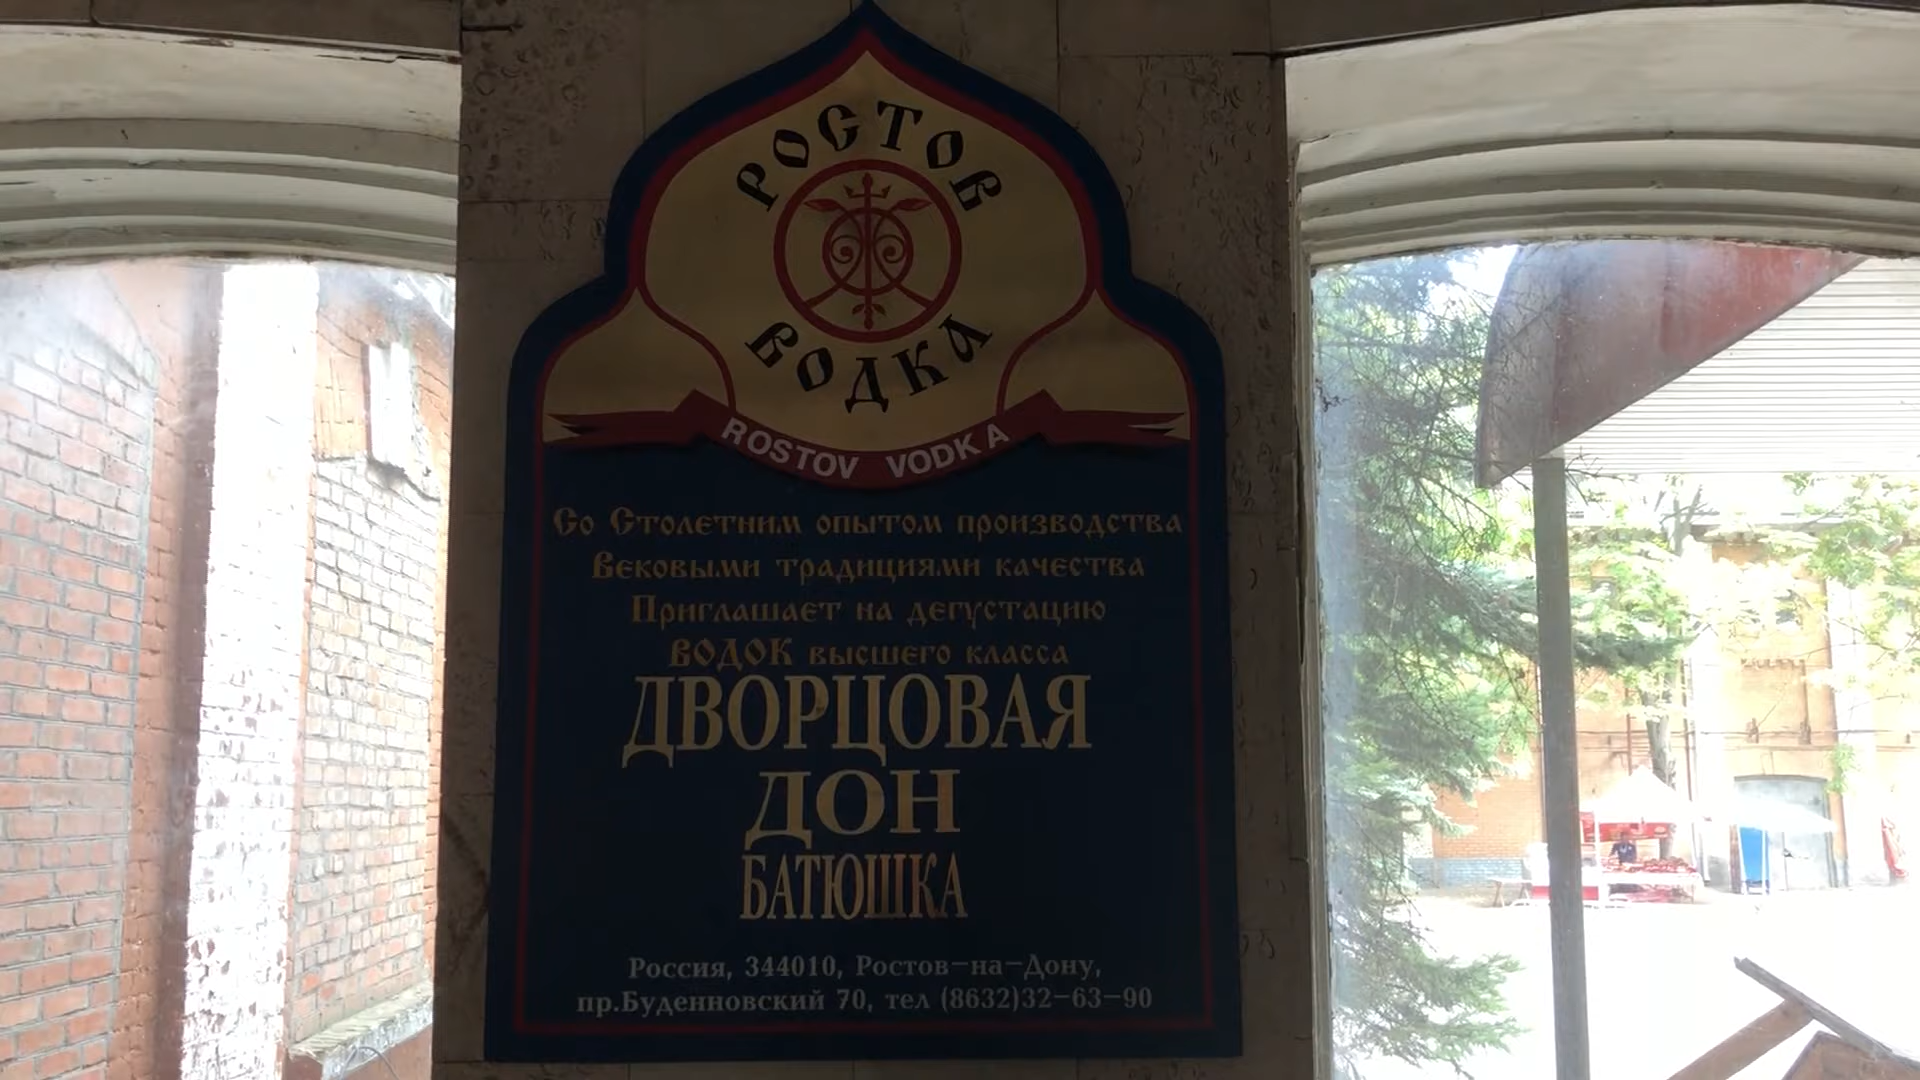 РОСТОВ
ВОДКА
ROSTOV VODKA
Со Столетним опытом производства
Вековыми традициями качества
Приглашает на дегустацию
ВОДОК высшего класса
ДВОРЦОВАЯ
ДОН
БАТЮШКА
Россия, 344010, Ростов-на-Дону,
пр.Буденновский 70, тел (8632)32-63-90